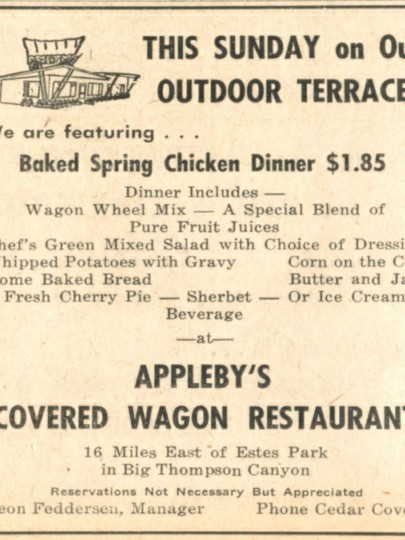 THIS SUNDAY on Ou
OUTDOOR TERRACE
We are featuring . . .
Baked Spring Chicken Dinner $1.85
Dinner Includes —
Wagon Wheel Mix — A Special Blend of
Pure Fruit Juices
hef's Green Mixed Salad with Choice of Dressi
Whipped Potatoes with Gravy Corn on the C
ome Baked Bread Butter and Ja
Fresh Cherry Pie — Sherbet — Or Ice Cream
Beverage
—at—
APPLEBY'S
COVERED WAGON RESTAURANT
16 Miles East of Estes Park
in Big Thompson Canyon
Reservations Not Necessary But Appreciated
eon Feddersen, Manager Phone Cedar Cove